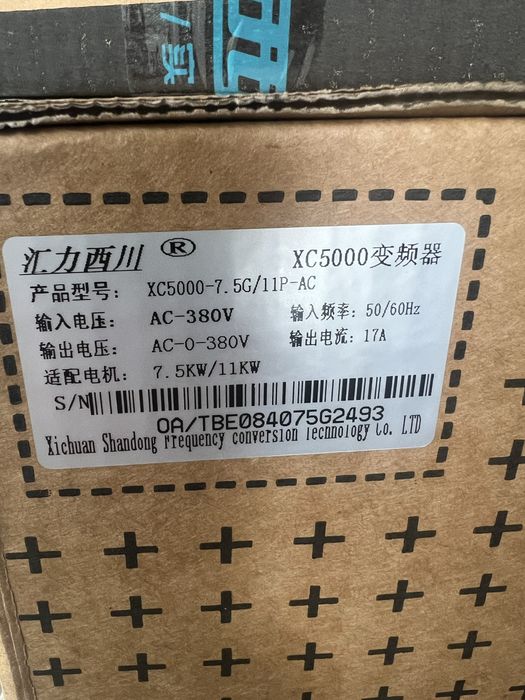 汇力西川 ® XC5000变频器
产品型号: XC5000-7.5G/11P-AC
输入电压: AC-380V 输入频率: 50/60Hz
输出电压: AC-0-380V 输出电流: 17A
适配电机: 7.5KW/11KW
S/N
OA/TBE084075G2493
Xichuan Shandong Frequency conversion Technology Co. LTD